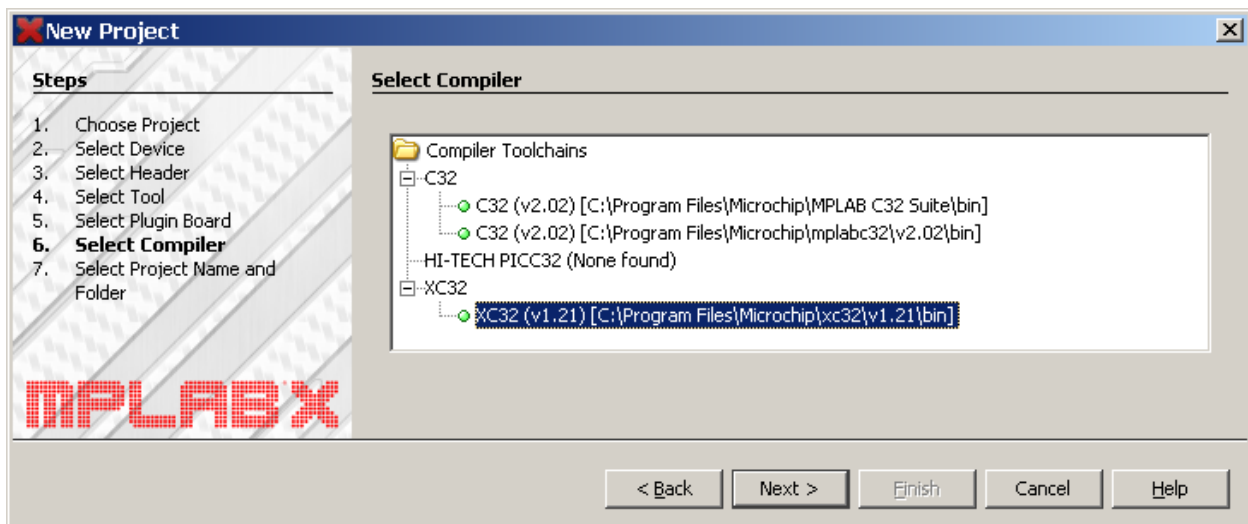 New Project
Steps
1. Choose Project
2. Select Device
3. Select Header
4. Select Tool
5. Select Plugin Board
6. Select Compiler
7. Select Project Name and
Folder
MPLAB X
Select Compiler
Compiler Toolchains
C32
C32 (v2.02) [C:\Program Files\Microchip\MPLAB C32 Suite\bin]
C32 (v2.02) [C:\Program Files\Microchip\mplabc32\v2.02\bin]
HI-TECH PICC32 (None found)
XC32
XC32 (v1.21) [C:\Program Files\Microchip\xc32\v1.21\bin]
< Back Next > Finish Cancel Help